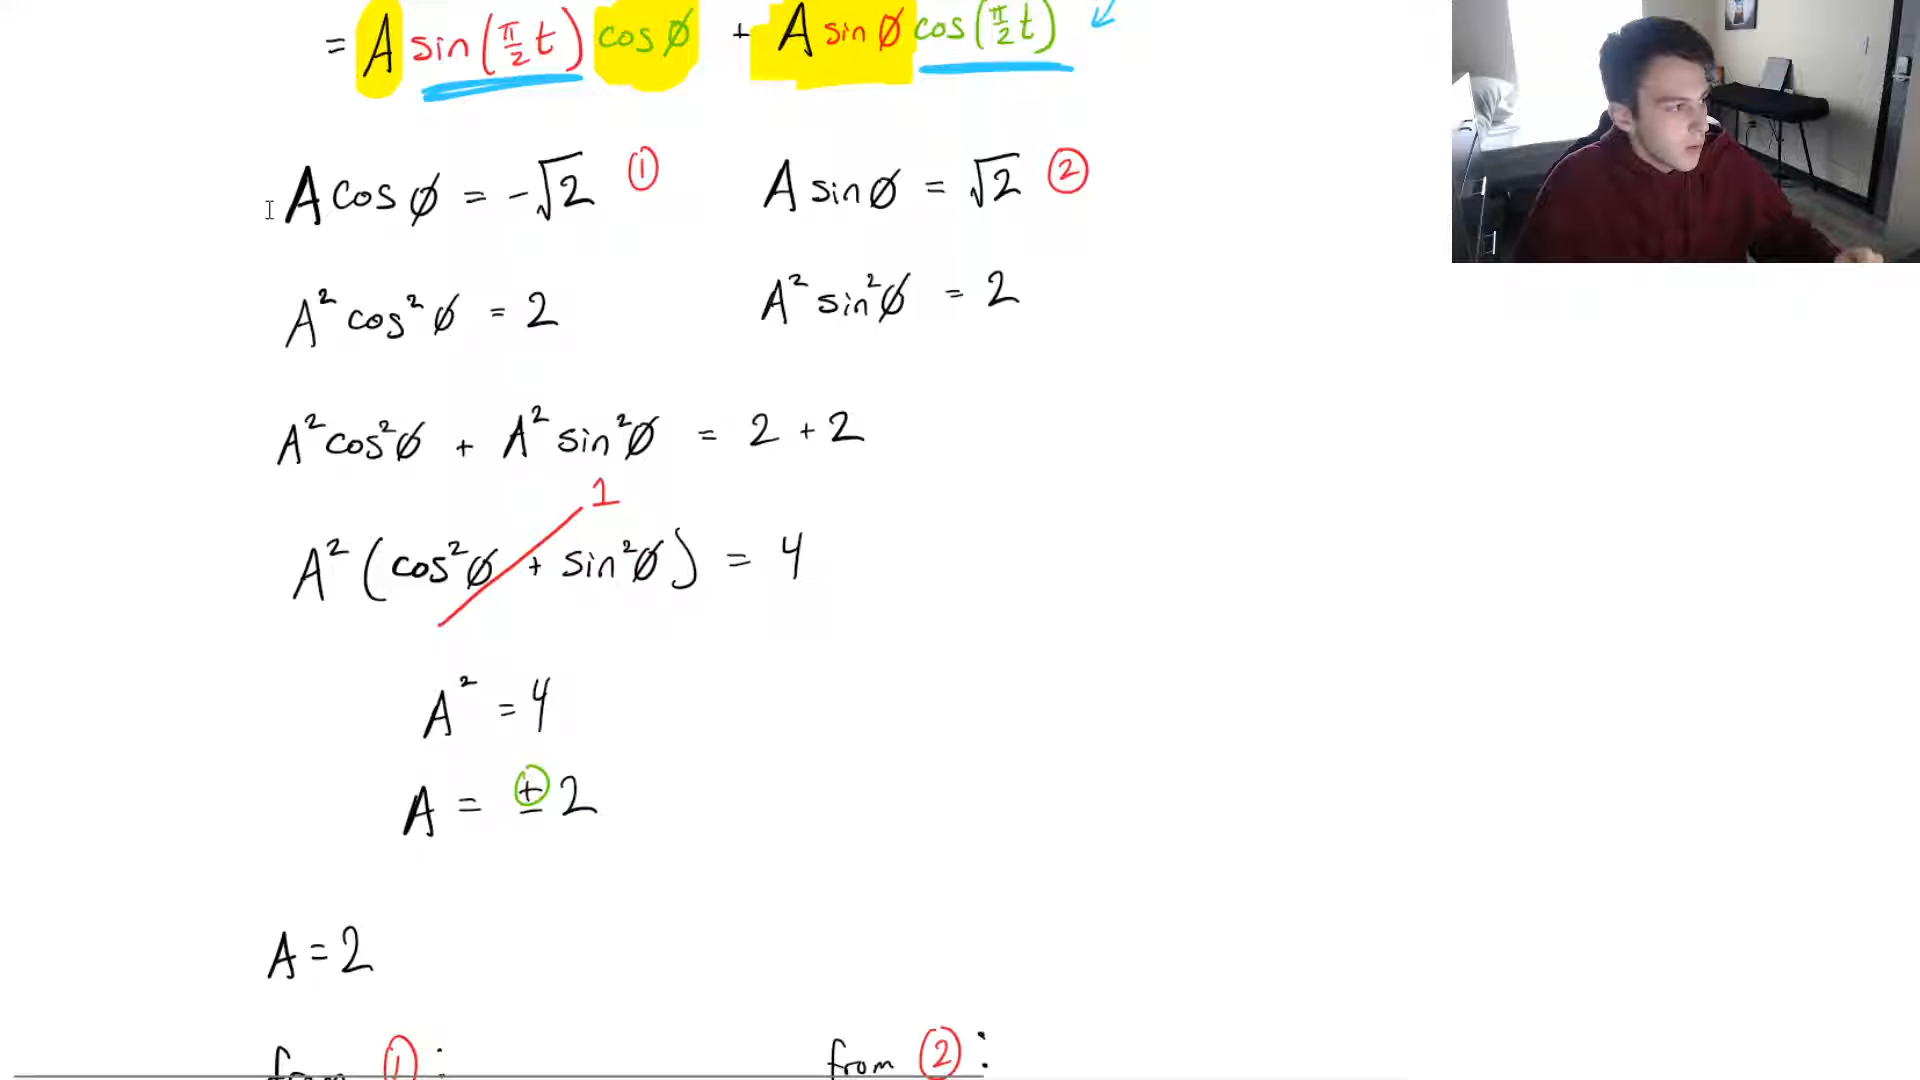 = A sin(π/2 t) cos ø + A sin ø cos(π/2 t)
A cos ø = -√2 ① A sin ø = √2 ②
A² cos² ø = 2 A² sin² ø = 2
A² cos² ø + A² sin² ø = 2 + 2
1
A² (cos² ø + sin² ø) = 4
A² = 4
A = ± 2
A = 2
from ①: from ②: